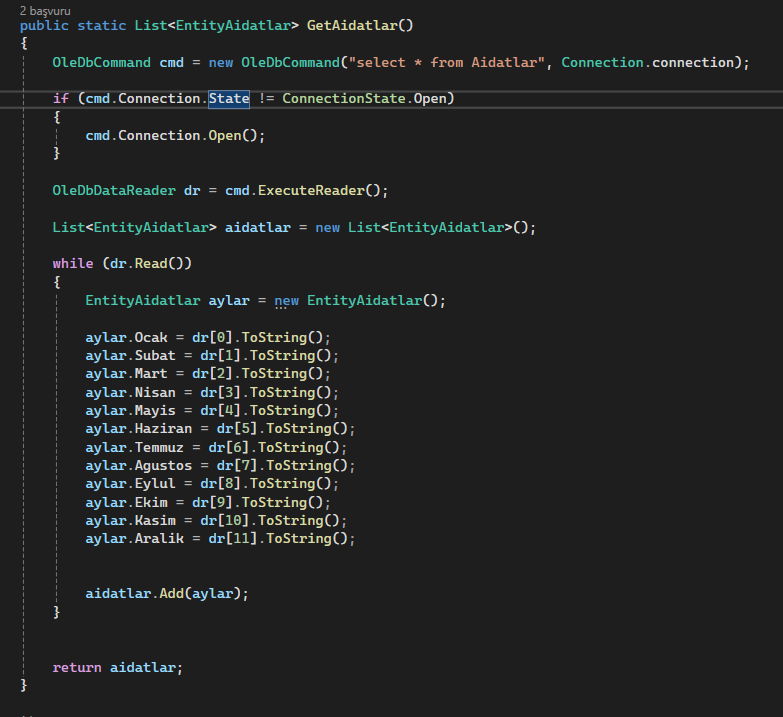 2 başvuru
public static List<EntityAidatlar> GetAidatlar()
{
OleDbCommand cmd = new OleDbCommand("select * from Aidatlar", Connection.connection);
if (cmd.Connection.State != ConnectionState.Open)
{
cmd.Connection.Open();
}
OleDbDataReader dr = cmd.ExecuteReader();
List<EntityAidatlar> aidatlar = new List<EntityAidatlar>();
while (dr.Read())
{
EntityAidatlar aylar = new EntityAidatlar();
aylar.Ocak = dr[0].ToString();
aylar.Subat = dr[1].ToString();
aylar.Mart = dr[2].ToString();
aylar.Nisan = dr[3].ToString();
aylar.Mayis = dr[4].ToString();
aylar.Haziran = dr[5].ToString();
aylar.Temmuz = dr[6].ToString();
aylar.Agustos = dr[7].ToString();
aylar.Eylul = dr[8].ToString();
aylar.Ekim = dr[9].ToString();
aylar.Kasim = dr[10].ToString();
aylar.Aralik = dr[11].ToString();
aidatlar.Add(aylar);
}
return aidatlar;
}